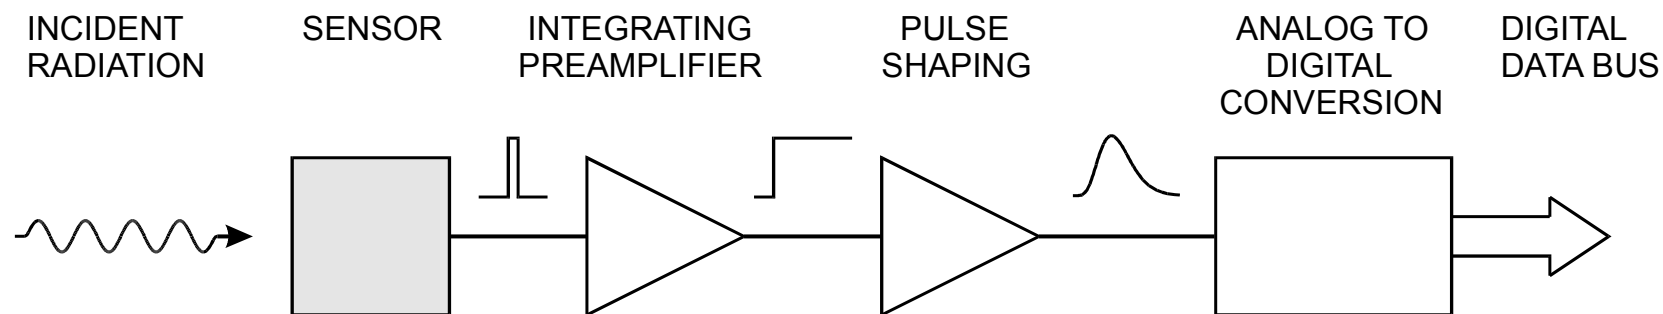 INCIDENT
RADIATION
SENSOR
INTEGRATING
PREAMPLIFIER
PULSE
SHAPING
ANALOG TO
DIGITAL
CONVERSION
DIGITAL
DATA BUS